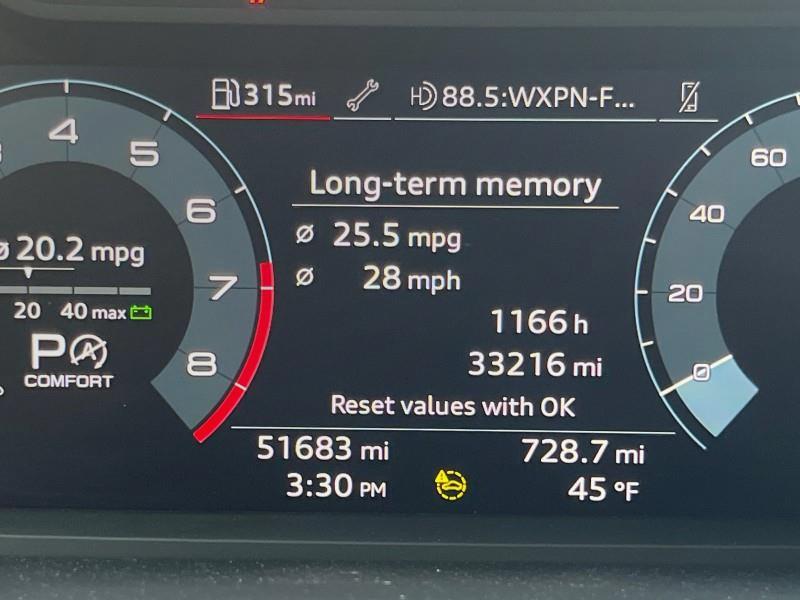 315 mi
88.5:WXPN-F...
4
5
6
7
8
ø 20.2 mpg
20 40 max
P A
COMFORT
Long-term memory
ø 25.5 mpg
ø 28 mph
1166 h
33216 mi
Reset values with OK
60
40
20
0
51683 mi
728.7 mi
3:30 PM
45 °F